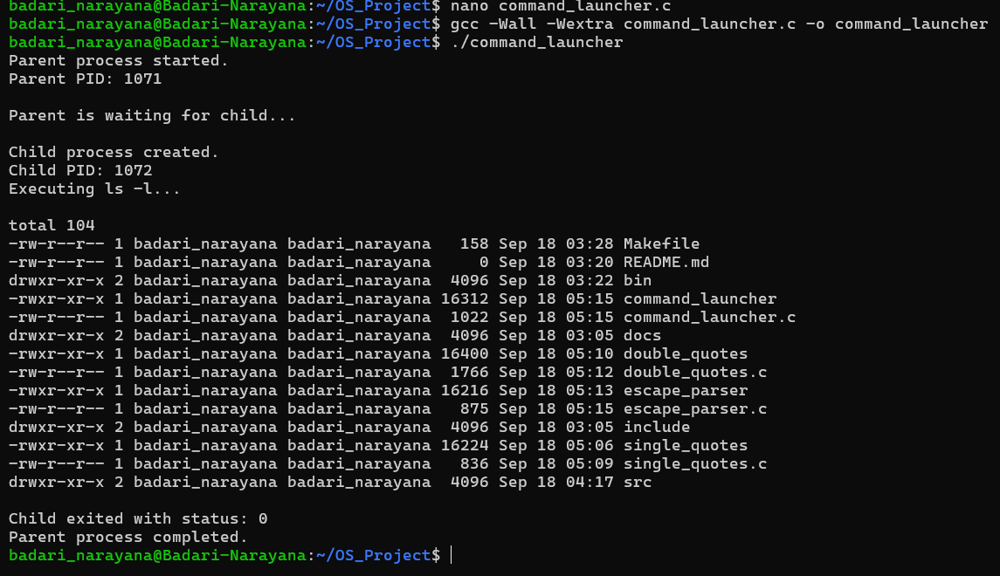 badari_narayana@Badari-Narayana:~/OS_Project$ nano command_launcher.c
badari_narayana@Badari-Narayana:~/OS_Project$ gcc -Wall -Wextra command_launcher.c -o command_launcher
badari_narayana@Badari-Narayana:~/OS_Project$ ./command_launcher
Parent process started.
Parent PID: 1071
Parent is waiting for child...
Child process created.
Child PID: 1072
Executing ls -l...
total 104
-rw-r--r-- 1 badari_narayana badari_narayana   158 Sep 18 03:28 Makefile
-rw-r--r-- 1 badari_narayana badari_narayana     0 Sep 18 03:20 README.md
drwxr-xr-x 2 badari_narayana badari_narayana  4096 Sep 18 03:22 bin
-rwxr-xr-x 1 badari_narayana badari_narayana 16312 Sep 18 05:15 command_launcher
-rw-r--r-- 1 badari_narayana badari_narayana  1022 Sep 18 05:15 command_launcher.c
drwxr-xr-x 2 badari_narayana badari_narayana  4096 Sep 18 03:05 docs
-rwxr-xr-x 1 badari_narayana badari_narayana 16400 Sep 18 05:10 double_quotes
-rw-r--r-- 1 badari_narayana badari_narayana  1766 Sep 18 05:12 double_quotes.c
-rwxr-xr-x 1 badari_narayana badari_narayana 16216 Sep 18 05:13 escape_parser
-rw-r--r-- 1 badari_narayana badari_narayana   875 Sep 18 05:15 escape_parser.c
drwxr-xr-x 2 badari_narayana badari_narayana  4096 Sep 18 03:05 include
-rwxr-xr-x 1 badari_narayana badari_narayana 16224 Sep 18 05:06 single_quotes
-rw-r--r-- 1 badari_narayana badari_narayana   836 Sep 18 05:09 single_quotes.c
drwxr-xr-x 2 badari_narayana badari_narayana  4096 Sep 18 04:17 src
Child exited with status: 0
Parent process completed.
badari_narayana@Badari-Narayana:~/OS_Project$